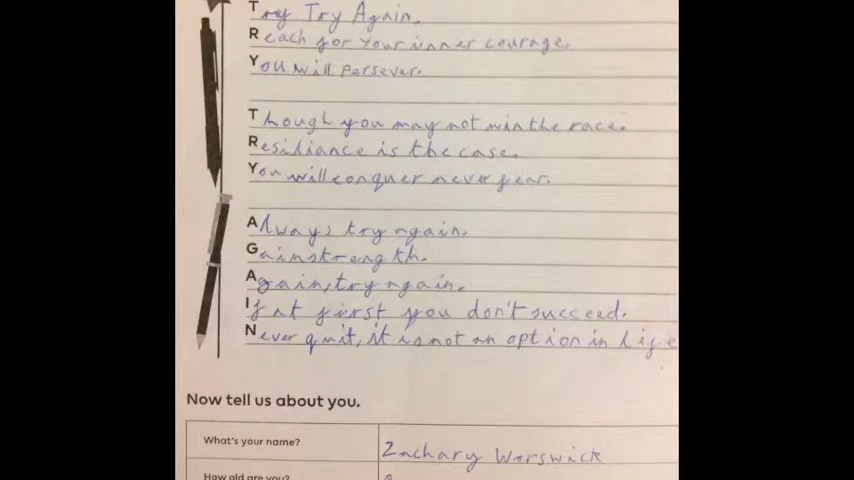 Try Try Again.
Reach for your inner courage.
You will persever.
Though you may not win the race.
Resiliance is the case.
You will conquer never fear.
Always try again.
Gain strength.
Again, try again.
If at first you don't succeed.
Never quit, it is not an option in life
Now tell us about you.
What's your name?
Zachary Worswick
How old are you?